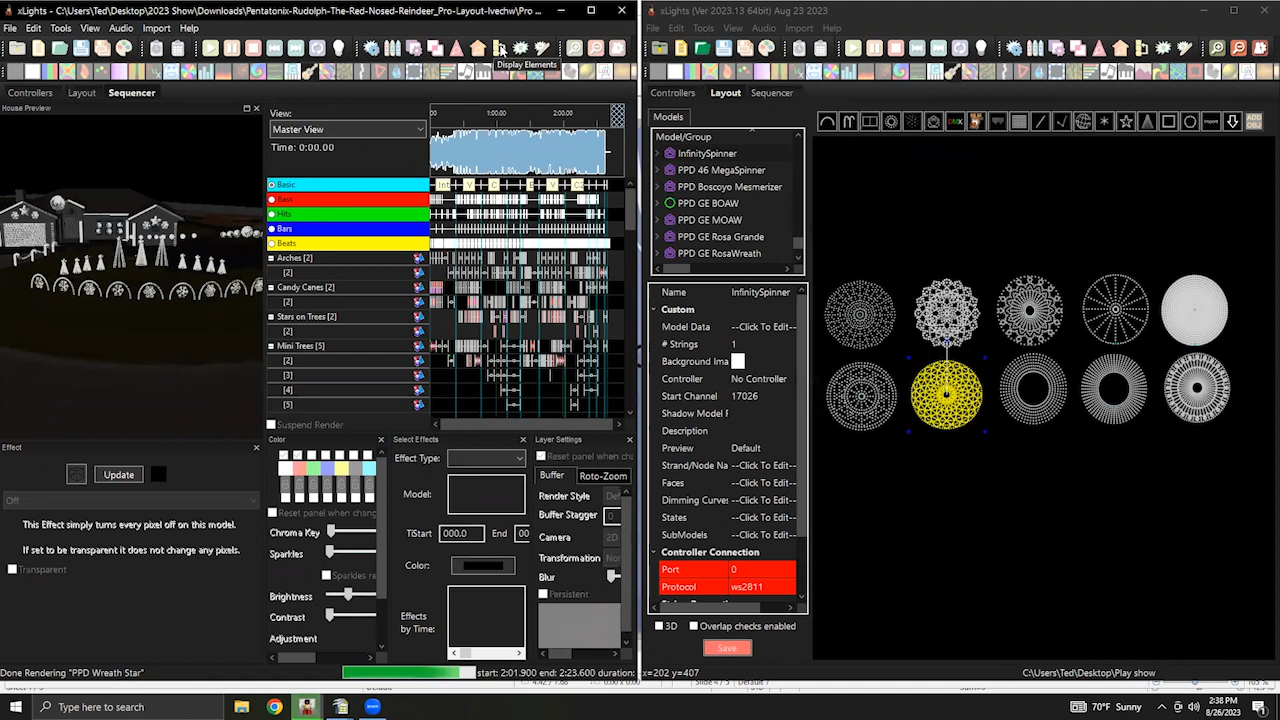 xLights - C:\Users\Ted\Desktop\2023 Show\Downloads\Pentatonix-Rudolph-The-Red-Nosed-Reindeer_Pro-Layout-Ivechw\Pro ...
File Edit Tools View Audio Import Help
Display Elements
Controllers Layout Sequencer
House Preview
View:
Master View
Time: 0:00.00
1:00.00 2:00.00
Basic
Bass
Hits
Bars
Beats
Arches [2]
[2]
Candy Canes [2]
[2]
Stars on Trees [2]
[2]
Mini Trees [5]
[2]
[3]
[4]
[5]
Suspend Render
Effect
Update
Off
This Effect simply turns every pixel off on this model.
If set to be transparent it does not change any pixels.
Transparent
Color
Reset panel when chang
Chroma Key
Sparkles
Sparkles re
Brightness
Contrast
Adjustment
Select Effects
Effect Type:
Model:
TiStart 000.0 End 00
Color:
Effects
by Time:
Layer Settings
Reset panel when cha
Buffer Roto-Zoom
Render Style
Buffer Stagger 0
Camera 2D
Transformation
Blur
Persistent
Done Rendering "PPD Wreath Star"
start: 2:01.900 end: 2:23.600 duration:
xLights (Ver 2023.13) Aug 23 2023
File Edit Tools View Audio Import Help
Controllers Layout Sequencer
Models
DMX
ADD
OBJ
Model/Group
InfinitySpinner
PPD 46 MegaSpinner
PPD Boscoyo Mesmerizer
PPD GE BOAW
PPD GE MOAW
PPD GE Rosa Grande
PPD GE RosaWreath
Name InfinitySpinner
Custom
Model Data --Click To Edit--
# Strings 1
Background Ima
Controller No Controller
Start Channel 17026
Shadow Model F
Description
Preview Default
Strand/Node Na --Click To Edit--
Faces --Click To Edit--
Dimming Curve --Click To Edit--
States --Click To Edit--
SubModels --Click To Edit--
Controller Connection
Port 0
Protocol ws2811
3D Overlap checks enabled
Save
x=202 y=407
C:\Users\Ted\Desktop\Play show
Type here to search
70°F Sunny
2:38 PM
8/26/2023